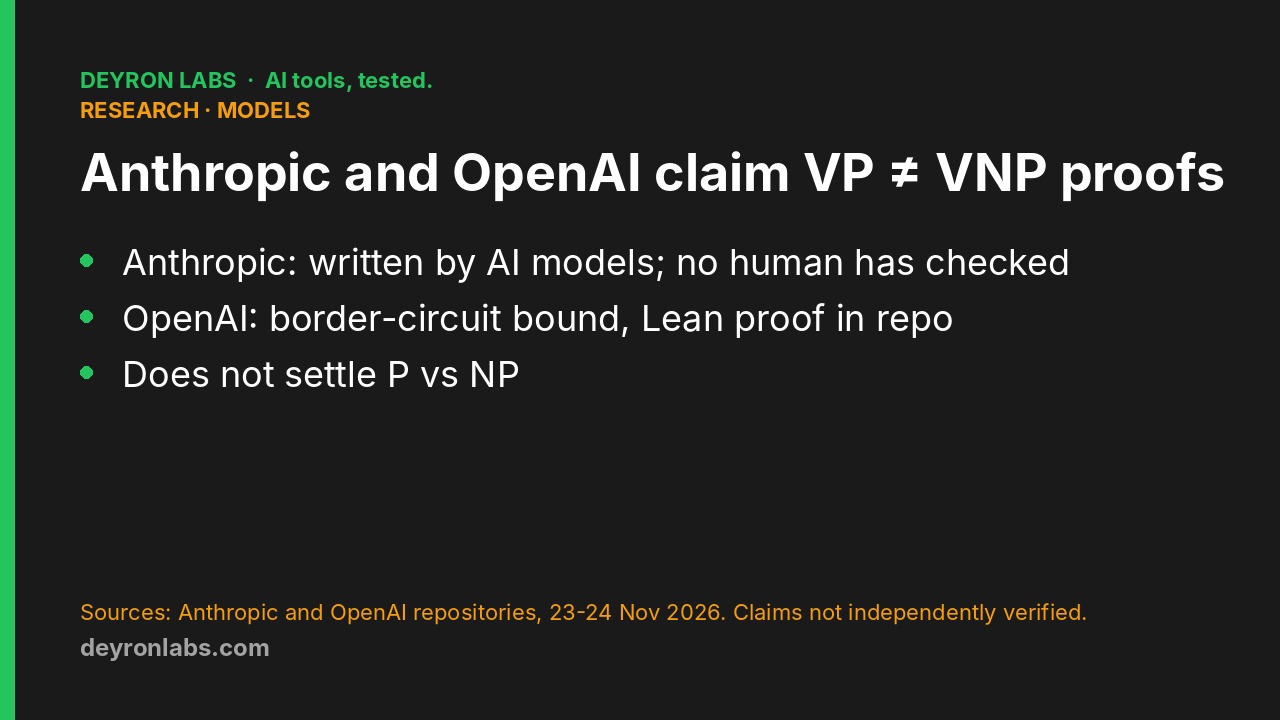 DEYRON LABS · AI tools, tested.
RESEARCH · MODELS
Anthropic and OpenAI claim VP ≠ VNP proofs
• Anthropic: written by AI models; no human has checked
• OpenAI: border-circuit bound, Lean proof in repo
• Does not settle P vs NP
Sources: Anthropic and OpenAI repositories, 23-24 Nov 2026. Claims not independently verified.
deyronlabs.com